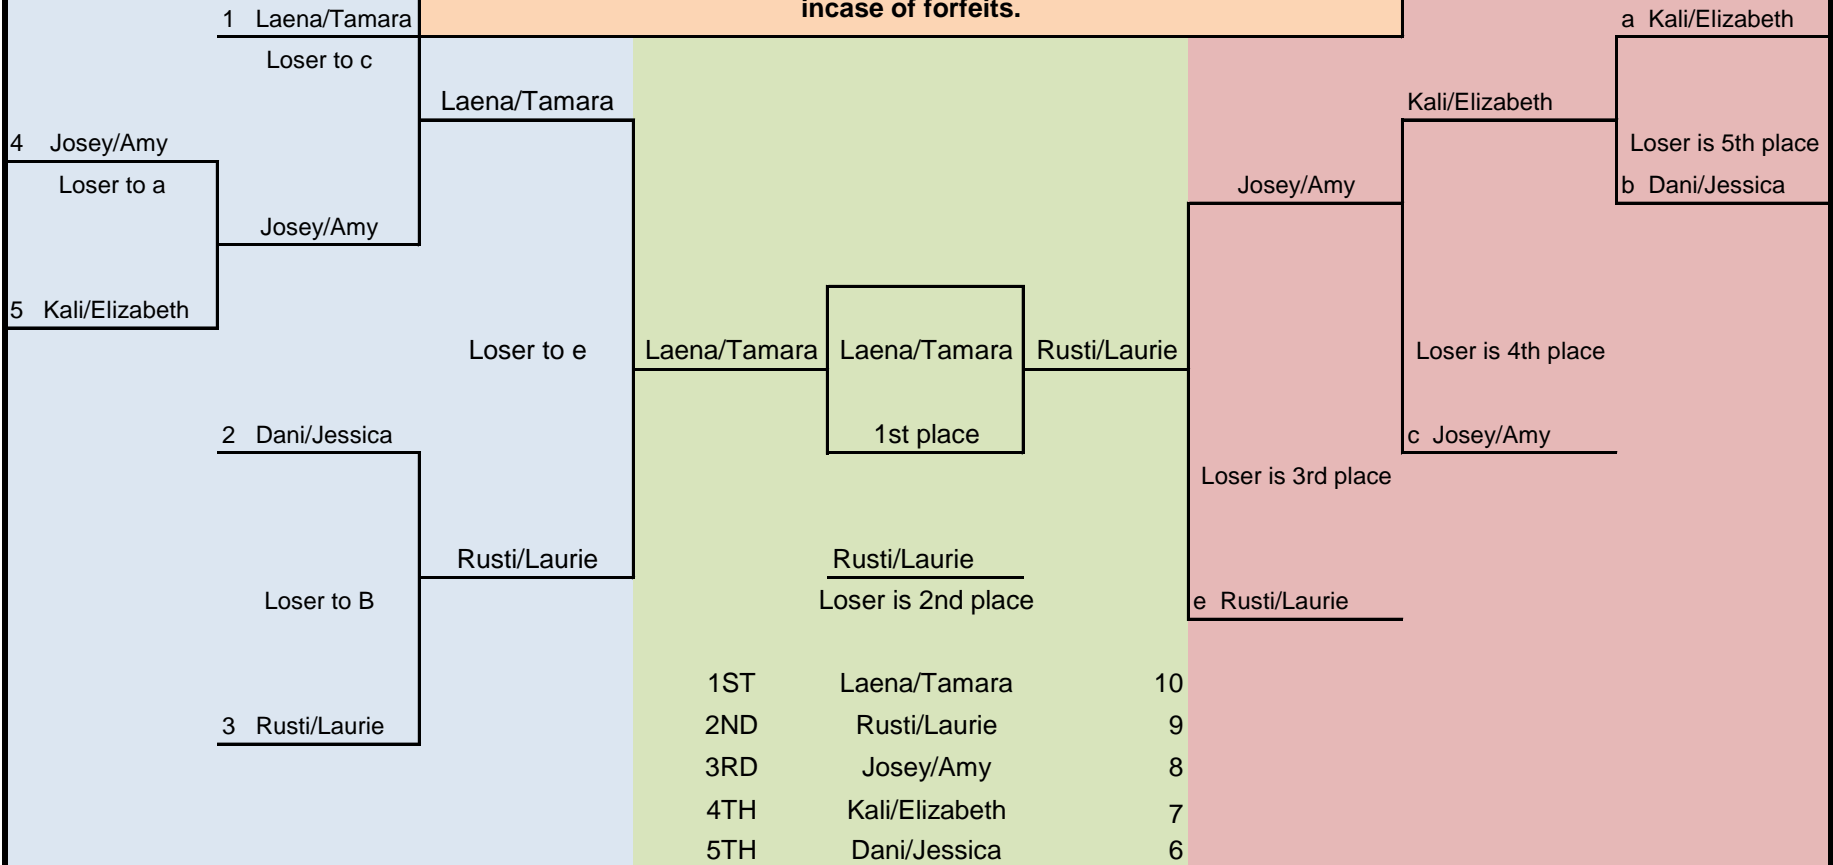 incase of forfeits.
1 Laena/Tamara
a Kali/Elizabeth
Loser to c
Laena/Tamara
Kali/Elizabeth
4 Josey/Amy
Loser is 5th place
Loser to a
Josey/Amy
b Dani/Jessica
Josey/Amy
5 Kali/Elizabeth
Loser to e
Laena/Tamara
Laena/Tamara
Rusti/Laurie
Loser is 4th place
2 Dani/Jessica
1st place
c Josey/Amy
Loser is 3rd place
Rusti/Laurie
Rusti/Laurie
Loser to B
Loser is 2nd place
e Rusti/Laurie
1ST Laena/Tamara 10
3 Rusti/Laurie
2ND Rusti/Laurie 9
3RD Josey/Amy 8
4TH Kali/Elizabeth 7
5TH Dani/Jessica 6